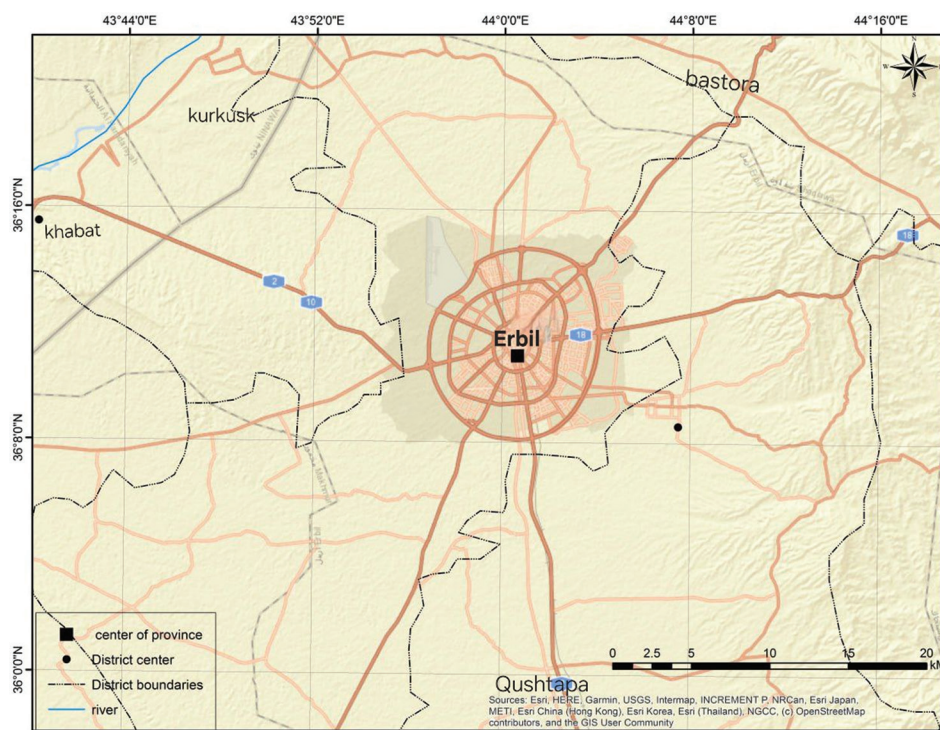 43°44'0"E
43°52'0"E
44°0'0"E
44°8'0"E
44°16'0"E
N
W
S
bastora
kurkusk
NINAWA
36°16'0"N
khabat
18
2
10
Erbil
18
36°8'0"N
center of province
District center
District boundaries
river
0 2.5 5 10 15 20
KM
36°0'0"N
Qushtapa
Sources: Esri, HERE, Garmin, USGS, Intermap, INCREMENT P, NRCan, Esri Japan,
METI, Esri China (Hong Kong), Esri Korea, Esri (Thailand), NGCC, (c) OpenStreetMap
contributors, and the GIS User Community